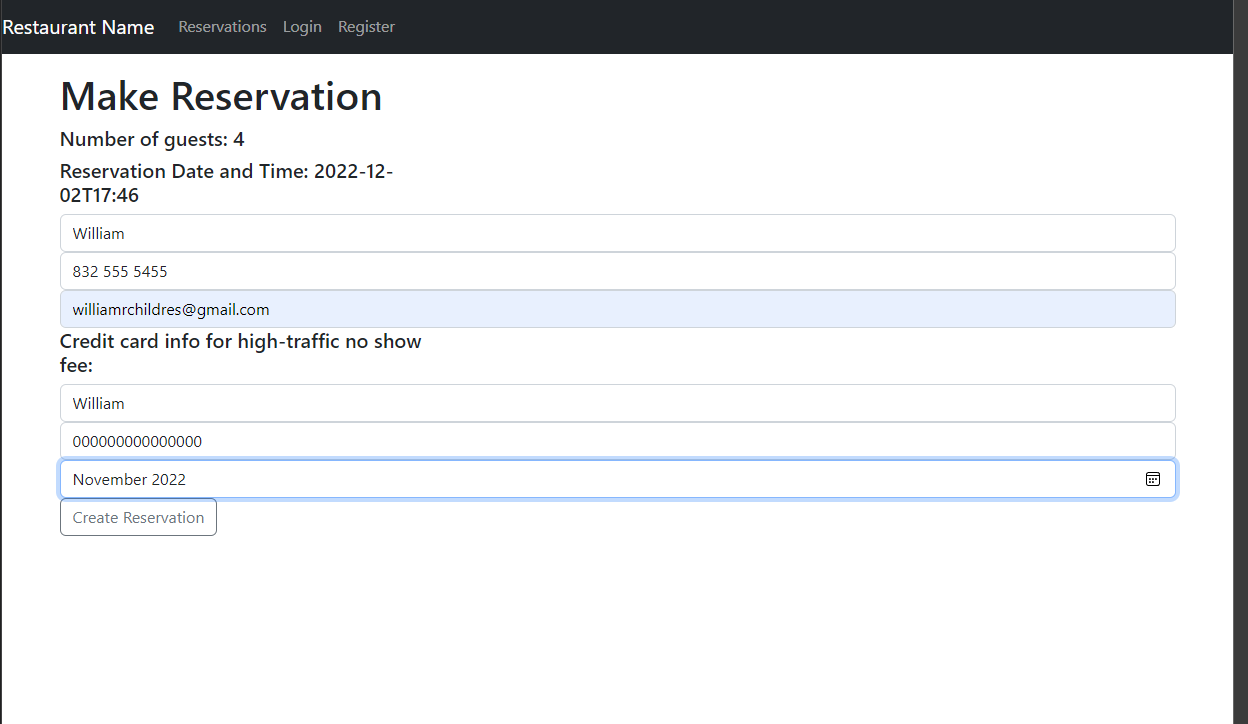 Restaurant Name Reservations Login Register
Make Reservation
Number of guests: 4
Reservation Date and Time: 2022-12-
02T17:46
William
832 555 5455
williamrchildres@gmail.com
Credit card info for high-traffic no show
fee:
William
000000000000000
November 2022
Create Reservation